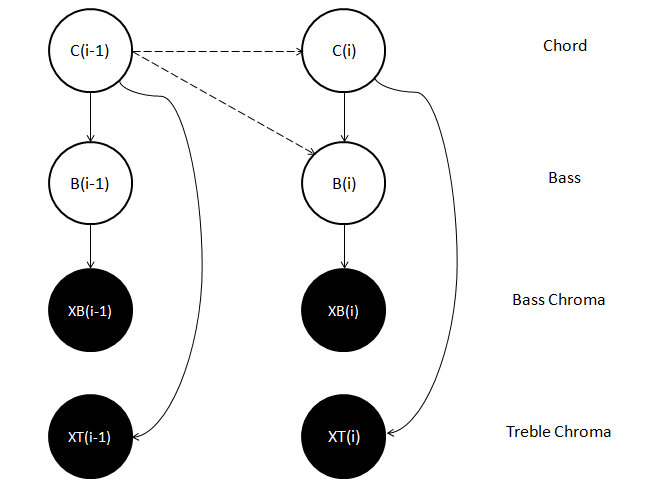 C(i-1) C(i) Chord
B(i-1) B(i) Bass
XB(i-1) XB(i) Bass Chroma
XT(i-1) XT(i) Treble Chroma